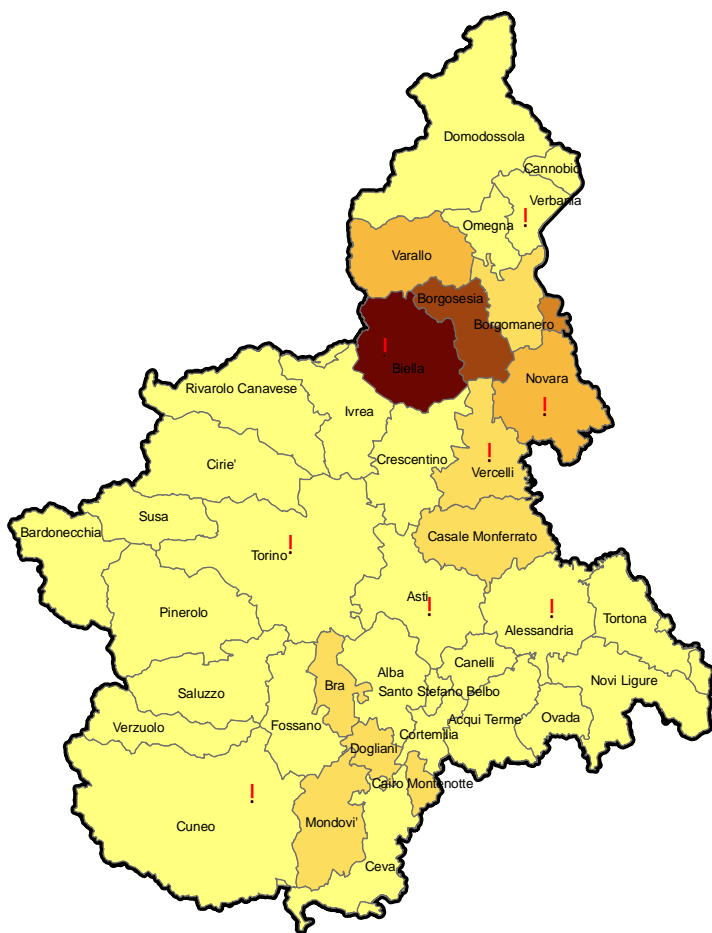 Domodossola
Cannobio
Verbania
!
Omegna
Varallo
Borgosesia
Borgomanero
!
Biella
Novara
!
Rivarolo Canavese
Ivrea
Crescentino
!
Vercelli
Cirie'
Susa
Bardonecchia
Casale Monferrato
!
Torino
Pinerolo
Asti
!
!
Alessandria
Tortona
Canelli
Alba
Bra
Novi Ligure
Santo Stefano Belbo
Saluzzo
Acqui Terme
Ovada
Verzuolo
Fossano
Cortemilia
Dogliani
Cairo Montenotte
!
Cuneo
Mondovi'
Ceva